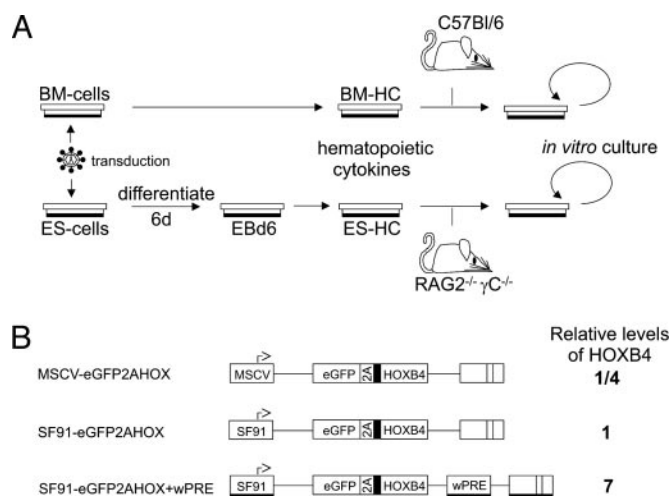 A
C57Bl/6
BM-cells
BM-HC
transduction
hematopoietic
cytokines
in vitro culture
differentiate
6d
ES-cells
EBd6
ES-HC
RAG2-/- γC-/-
B
Relative levels
of HOXB4
MSCV-eGFP2AHOX
MSCV
eGFP
2A
HOXB4
1/4
SF91-eGFP2AHOX
SF91
eGFP
2A
HOXB4
1
SF91-eGFP2AHOX+wPRE
SF91
eGFP
2A
HOXB4
wPRE
7